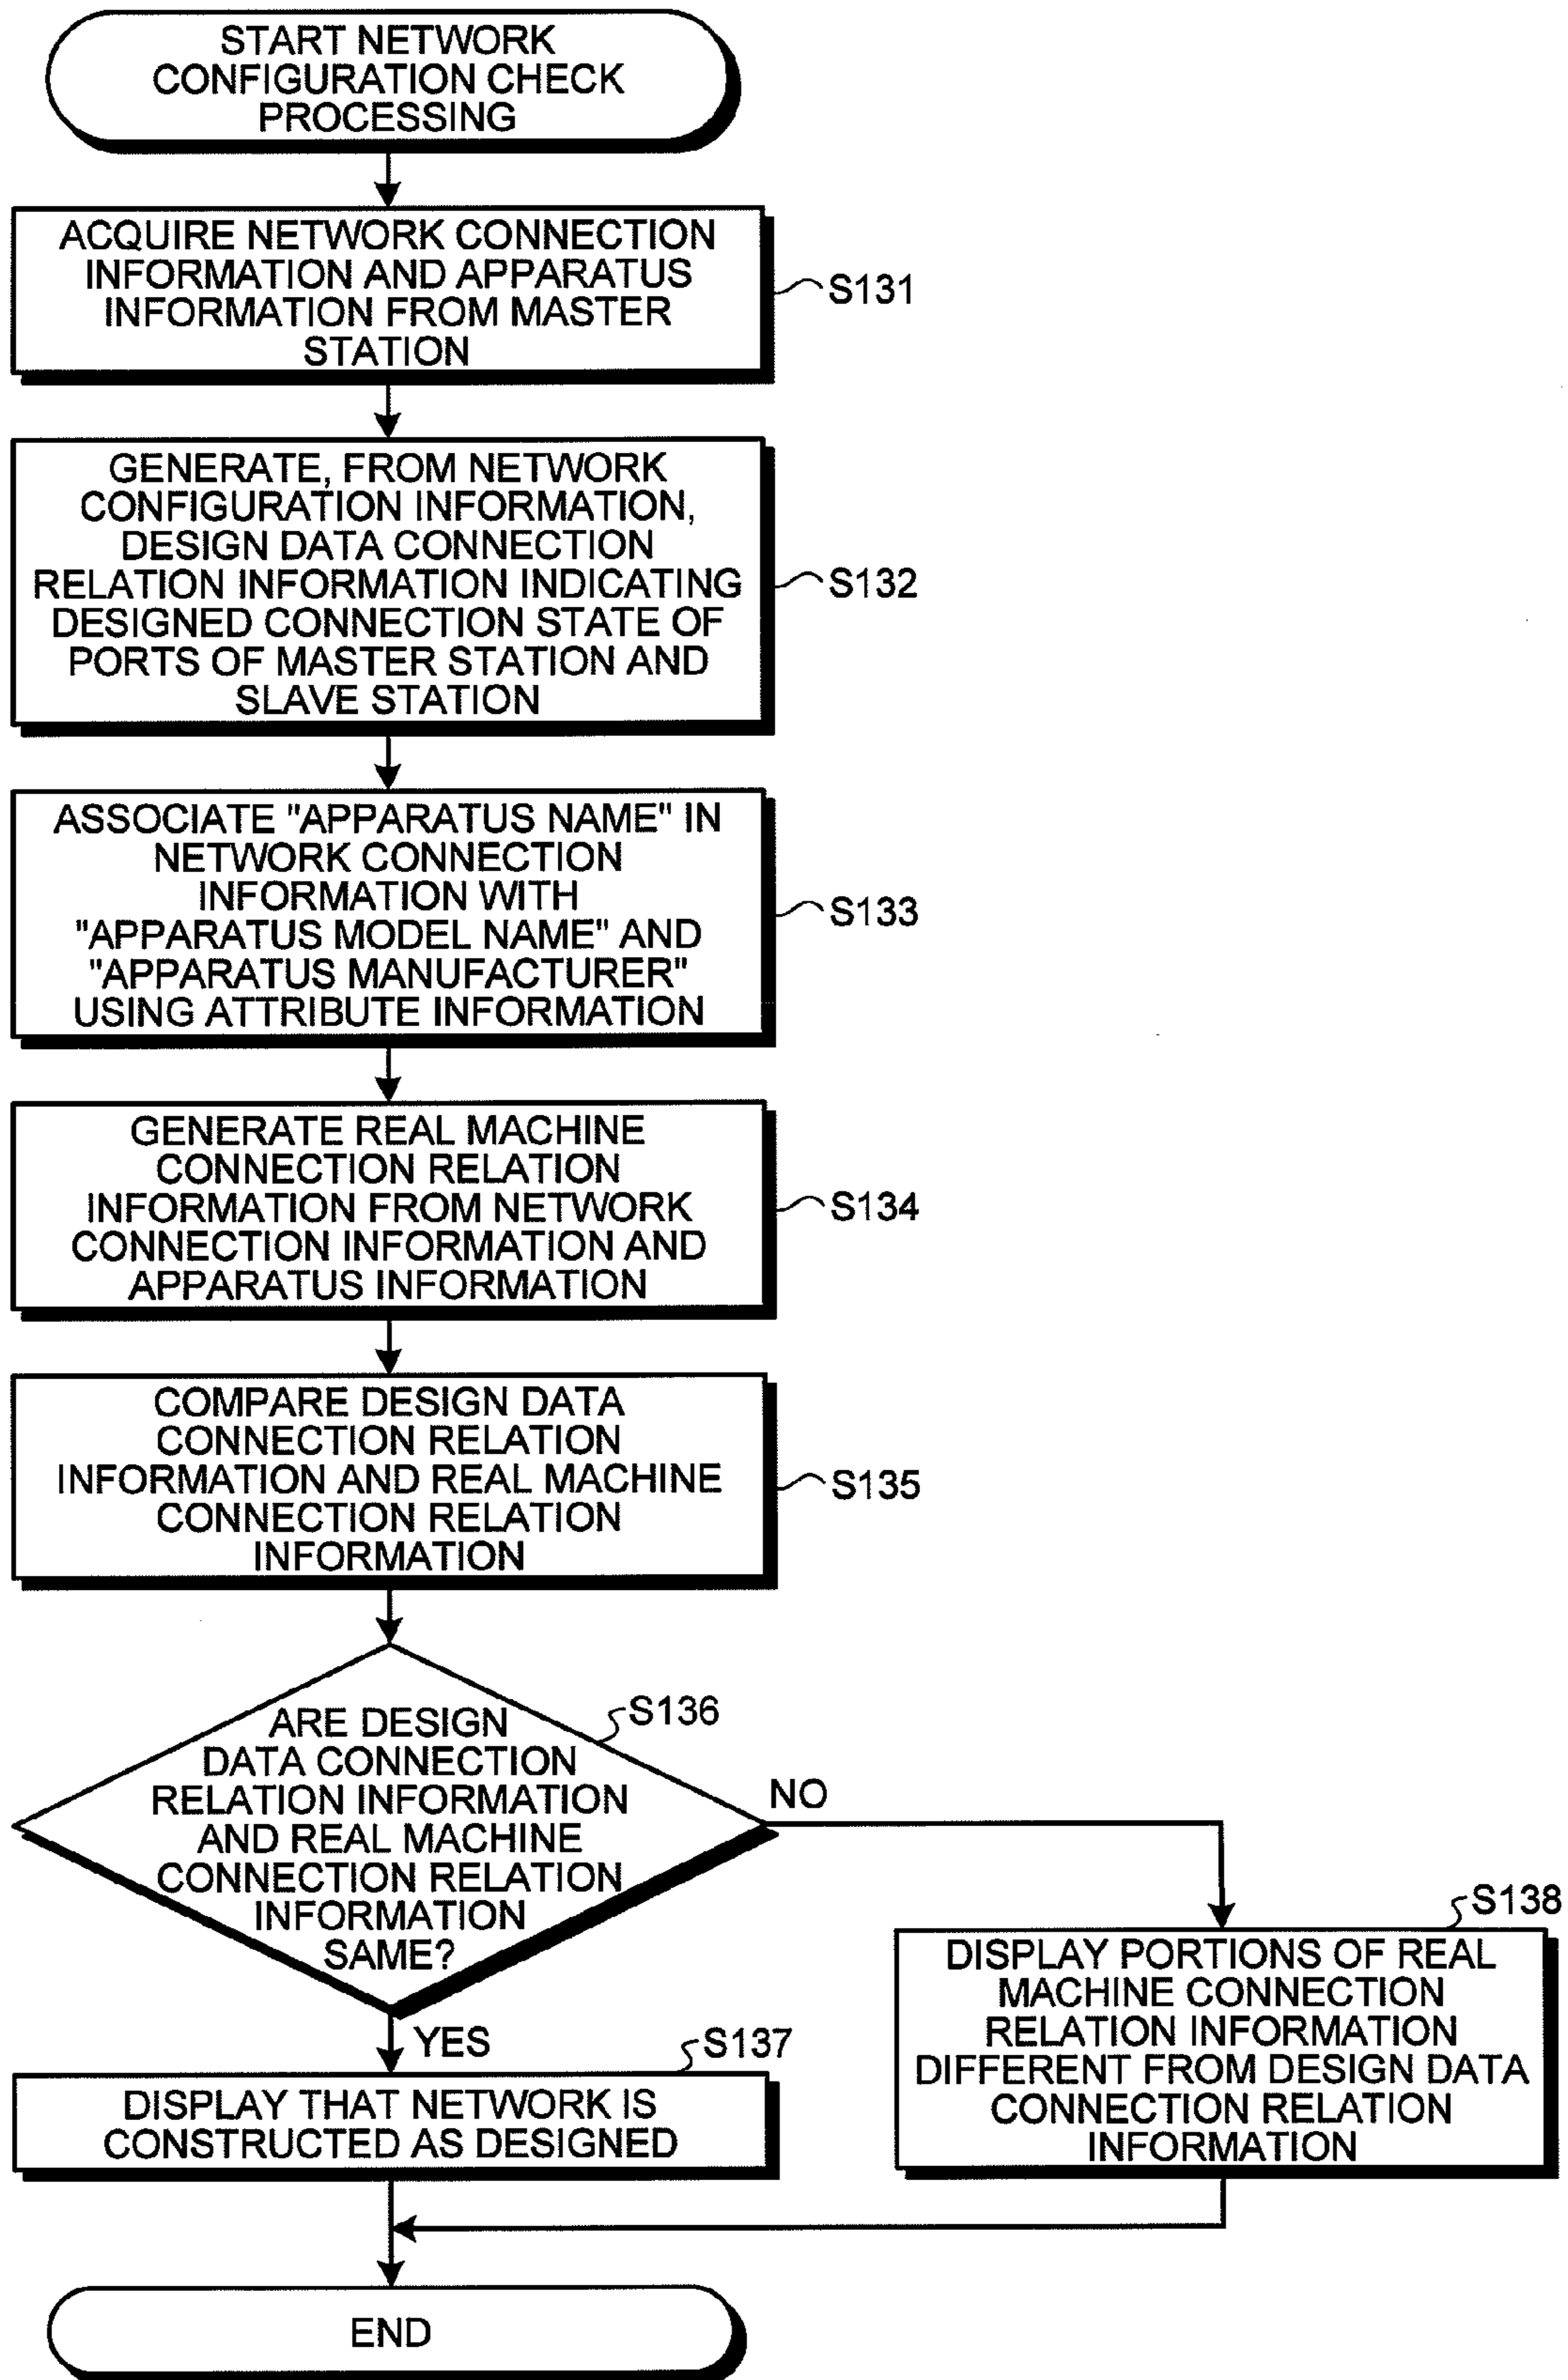 START NETWORK
CONFIGURATION CHECK
PROCESSING
ACQUIRE NETWORK CONNECTION
INFORMATION AND APPARATUS
INFORMATION FROM MASTER
STATION
S131
GENERATE, FROM NETWORK
CONFIGURATION INFORMATION,
DESIGN DATA CONNECTION
RELATION INFORMATION INDICATING
DESIGNED CONNECTION STATE OF
PORTS OF MASTER STATION AND
SLAVE STATION
S132
ASSOCIATE "APPARATUS NAME" IN
NETWORK CONNECTION
INFORMATION WITH
"APPARATUS MODEL NAME" AND
"APPARATUS MANUFACTURER"
USING ATTRIBUTE INFORMATION
S133
GENERATE REAL MACHINE
CONNECTION RELATION
INFORMATION FROM NETWORK
CONNECTION INFORMATION AND
APPARATUS INFORMATION
S134
COMPARE DESIGN DATA
CONNECTION RELATION
INFORMATION AND REAL MACHINE
CONNECTION RELATION
INFORMATION
S135
ARE DESIGN
DATA CONNECTION
RELATION INFORMATION
AND REAL MACHINE
CONNECTION RELATION
INFORMATION
SAME?
S136
NO
YES
S137
DISPLAY THAT NETWORK IS
CONSTRUCTED AS DESIGNED
S138
DISPLAY PORTIONS OF REAL
MACHINE CONNECTION
RELATION INFORMATION
DIFFERENT FROM DESIGN DATA
CONNECTION RELATION
INFORMATION
END